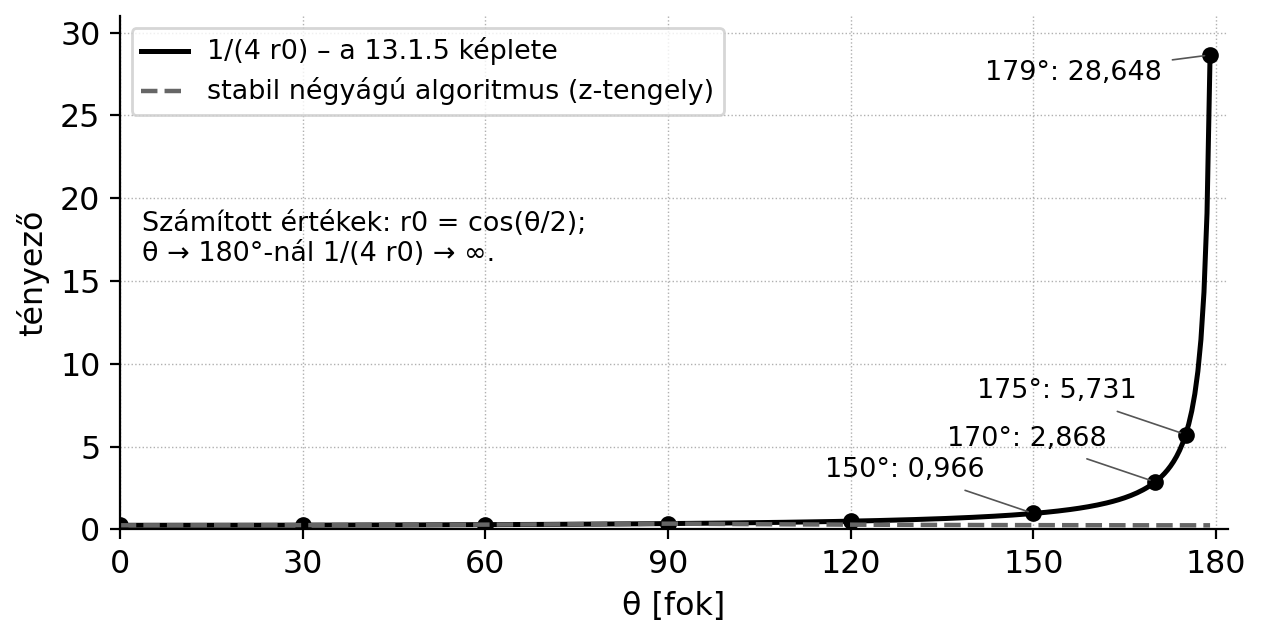 30
25
20
15
10
5
0
tényező
1/(4 r0) – a 13.1.5 képlete
stabil négyágú algoritmus (z-tengely)
179°: 28,648
Számított értékek: r0 = cos(θ/2);
θ → 180°-nál 1/(4 r0) → ∞.
175°: 5,731
170°: 2,868
150°: 0,966
0 30 60 90 120 150 180
θ [fok]